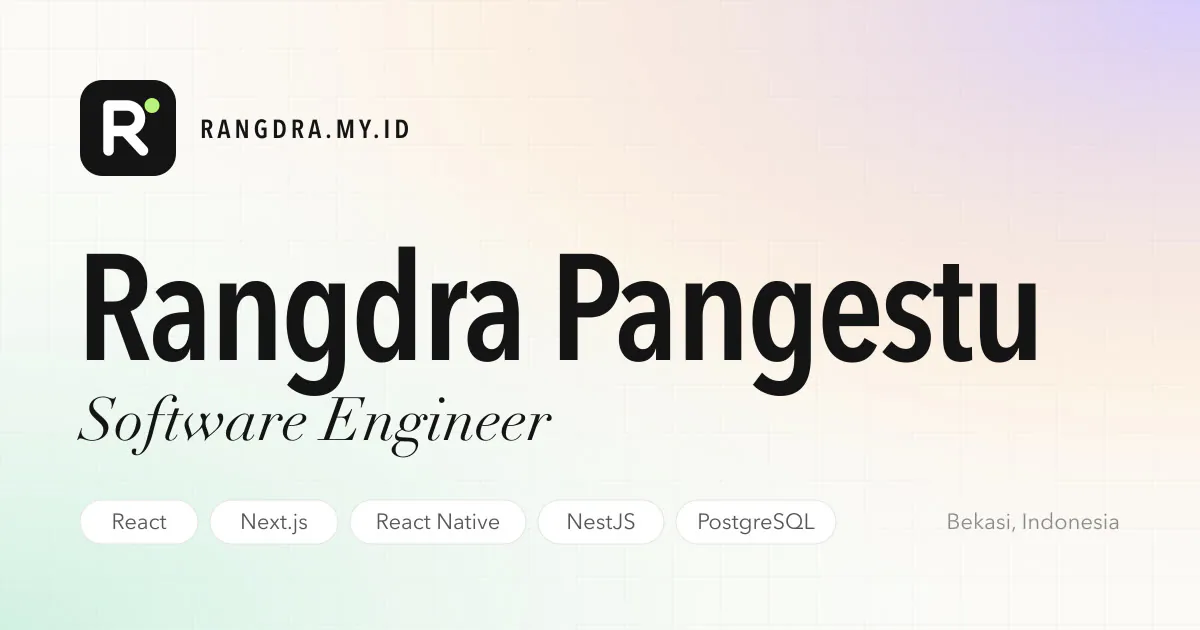 R
RANGDRA.MY.ID
Rangdra Pangestu
Software Engineer
React Next.js React Native NestJS PostgreSQL Bekasi, Indonesia